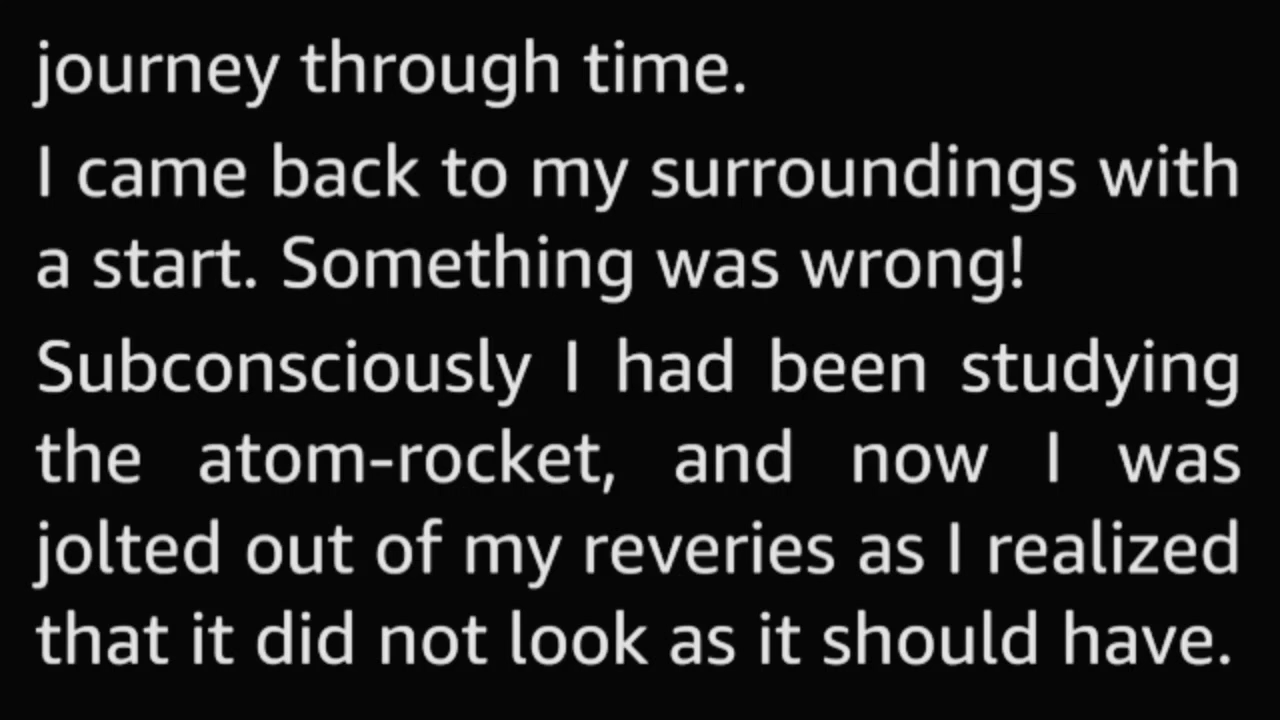 journey through time.
I came back to my surroundings with
a start. Something was wrong!
Subconsciously I had been studying
the atom-rocket, and now I was
jolted out of my reveries as I realized
that it did not look as it should have.